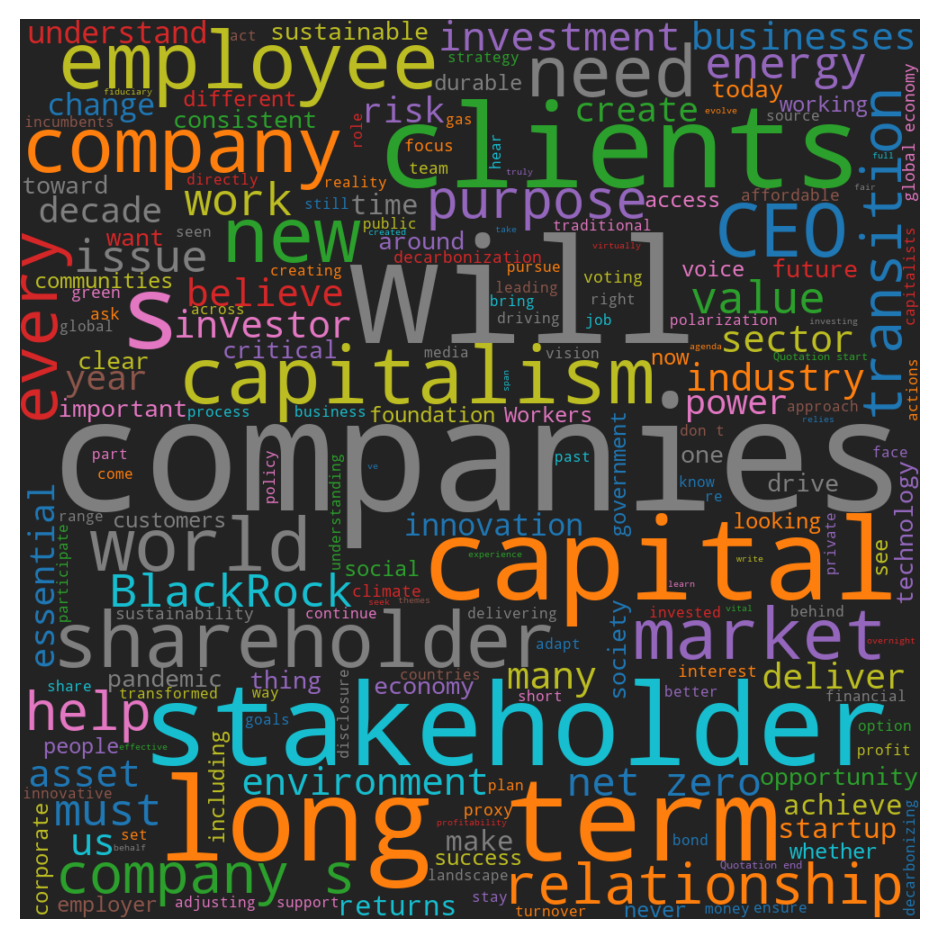 understand act sustainable investment businesses
employee strategy need energy
fiduciary durable today
change different risk gas create evolve working
incumbents consistent role focus hear source global economy
company clients team truly full
toward directly reality purpose access affordable fair transition
decade work still time take CEO
seen public created traditional
every want new around decarbonization virtually
issue will voice future
communities creating pursue voting capitalists
green believe across leading right value
ask s bring
global investor driving job polarization investing
clear critical media vision now agenda sector Quotation start
year capitalism span industry actions
important process business foundation Workers power approach relies
companies
part policy past government don t one face
come ve know re drive
essential range customers understanding innovation looking private see technology
participate world experience write
social capital
BlackRock climate seek themes learn
sustainability continue delivering society invested vital behind
shareholder adapt market overnight
pandemic thing countries many interest deliver
share transformed way economy short better financial
help goals disclosure stakeholder option
people effective profit
asset including environment plan net zero opportunity
innovative must long term achieve
corporate us set proxy startup decarbonizing
behalf profitability make bond whether
success
company s landscape Quotation end
employer adjusting support returns stay relationship
turnover never money ensure